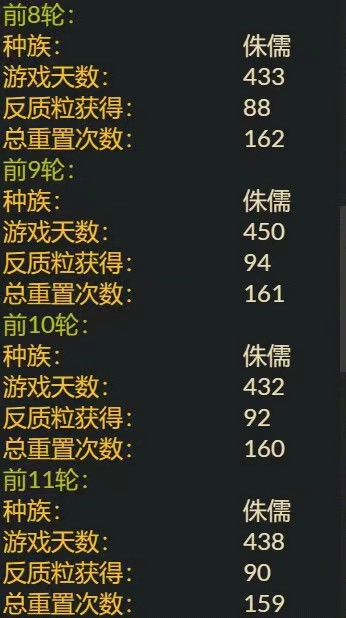 前8轮：
种族： 侏儒
游戏天数： 433
反质粒获得： 88
总重置次数： 162
前9轮：
种族： 侏儒
游戏天数： 450
反质粒获得： 94
总重置次数： 161
前10轮：
种族： 侏儒
游戏天数： 432
反质粒获得： 92
总重置次数： 160
前11轮：
种族： 侏儒
游戏天数： 438
反质粒获得： 90
总重置次数： 159